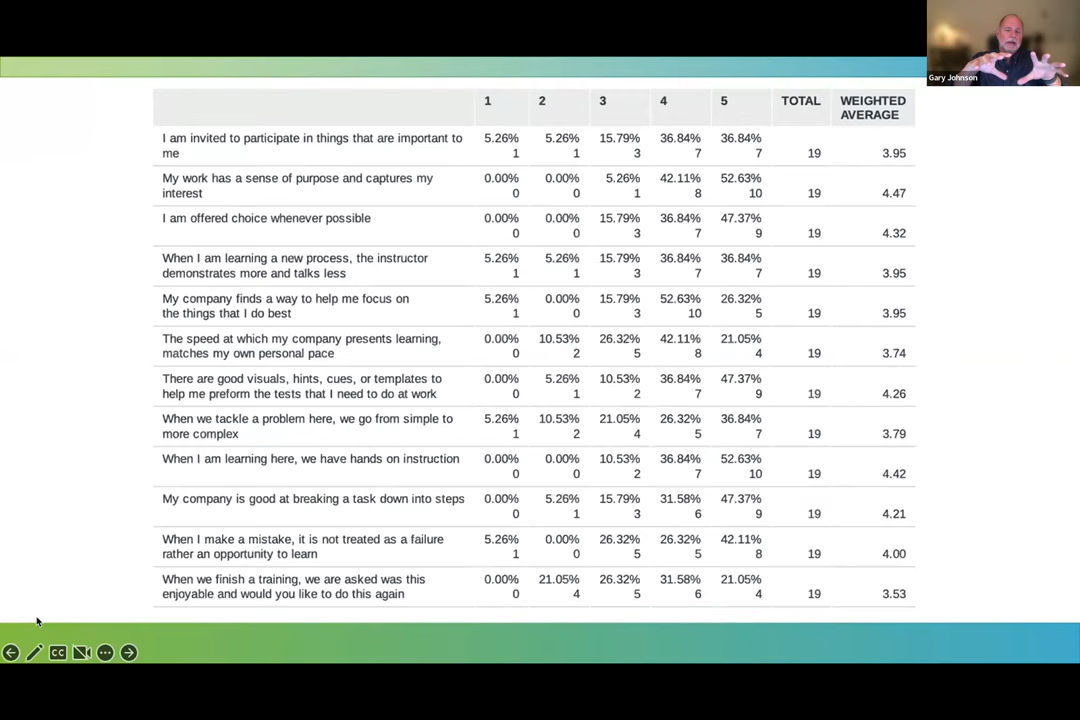 Gary Johnson
1 2 3 4 5 TOTAL WEIGHTED
AVERAGE
I am invited to participate in things that are important to 5.26% 5.26% 15.79% 36.84% 36.84%
me 1 1 3 7 7 19 3.95
My work has a sense of purpose and captures my 0.00% 0.00% 5.26% 42.11% 52.63%
interest 0 0 1 8 10 19 4.47
I am offered choice whenever possible 0.00% 0.00% 15.79% 36.84% 47.37%
0 0 3 7 9 19 4.32
When I am learning a new process, the instructor 5.26% 5.26% 15.79% 36.84% 36.84%
demonstrates more and talks less 1 1 3 7 7 19 3.95
My company finds a way to help me focus on 5.26% 0.00% 15.79% 52.63% 26.32%
the things that I do best 1 0 3 10 5 19 3.95
The speed at which my company presents learning, 0.00% 10.53% 26.32% 42.11% 21.05%
matches my own personal pace 0 2 5 8 4 19 3.74
There are good visuals, hints, cues, or templates to 0.00% 5.26% 10.53% 36.84% 47.37%
help me preform the tests that I need to do at work 0 1 2 7 9 19 4.26
When we tackle a problem here, we go from simple to 5.26% 10.53% 21.05% 26.32% 36.84%
more complex 1 2 4 5 7 19 3.79
When I am learning here, we have hands on instruction 0.00% 0.00% 10.53% 36.84% 52.63%
0 0 2 7 10 19 4.42
My company is good at breaking a task down into steps 0.00% 5.26% 15.79% 31.58% 47.37%
0 1 3 6 9 19 4.21
When I make a mistake, it is not treated as a failure 5.26% 0.00% 26.32% 26.32% 42.11%
rather an opportunity to learn 1 0 5 5 8 19 4.00
When we finish a training, we are asked was this 0.00% 21.05% 26.32% 31.58% 21.05%
enjoyable and would you like to do this again 0 4 5 6 4 19 3.53
CC